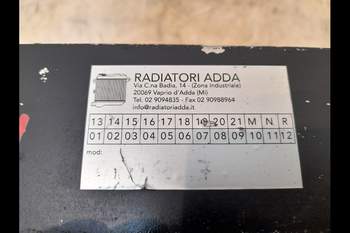 RADIATORI ADDA
Via C.na Badia, 14 - (Zona Industriale)
20069 Vaprio d'Adda (Mi)
Tel. 02 9094835 - Fax 02 90988964
info@radiatoriadda.it
13 14 15 16 17 18 19 20 21 M N R
01 02 03 04 05 06 07 08 09 10 11 12
mod: